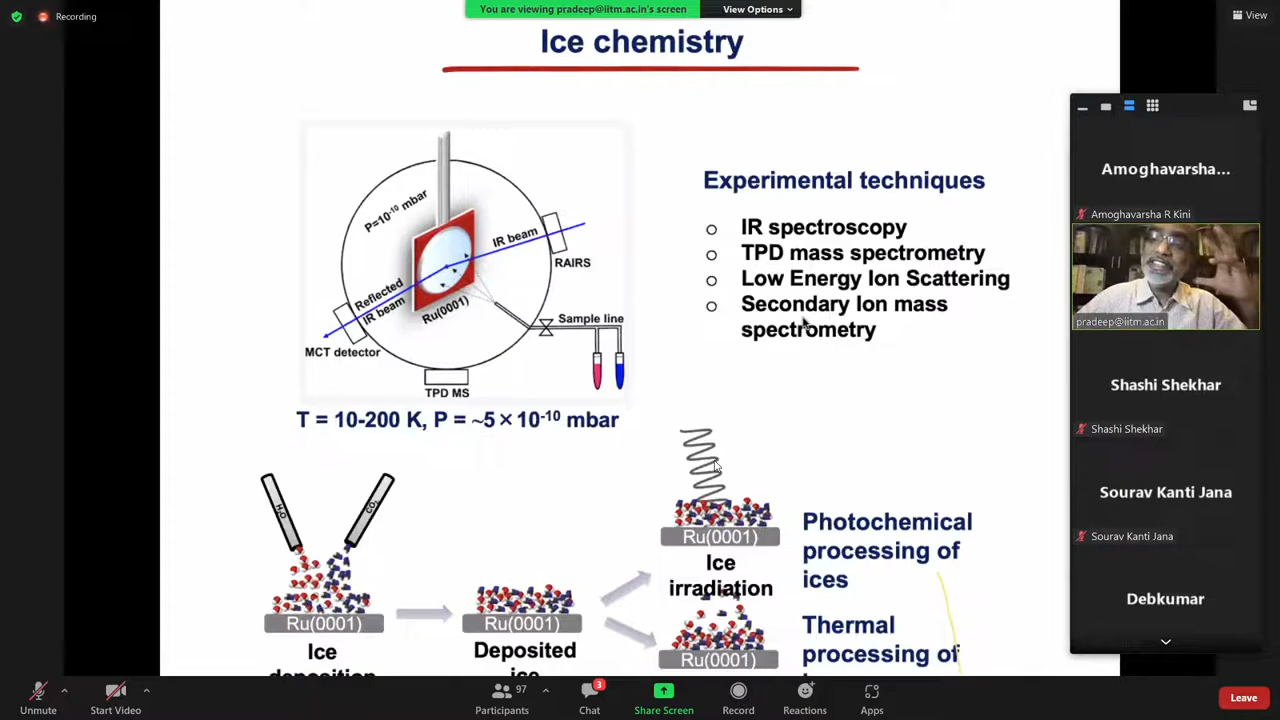 Recording
You are viewing pradeep@iitm.ac.in's screen
View Options
View
Ice chemistry
P=10-10 mbar
IR beam
RAIRS
Reflected
IR beam
Ru(0001)
MCT detector
Sample line
TPD MS
T = 10-200 K, P = ~5×10-10 mbar
Experimental techniques
IR spectroscopy
TPD mass spectrometry
Low Energy Ion Scattering
Secondary Ion mass
spectrometry
H2O
CO2
Ru(0001)
Ice
deposition
Ru(0001)
Deposited
ice
Ru(0001)
Ice
irradiation
Photochemical
processing of
ices
Ru(0001)
Thermal
processing of
Amoghavarsha...
Amoghavarsha R Kini
pradeep@iitm.ac.in
Shashi Shekhar
Shashi Shekhar
Sourav Kanti Jana
Sourav Kanti Jana
Debkumar
Unmute
Start Video
97
Participants
3
Chat
Share Screen
Record
Reactions
Apps
Leave